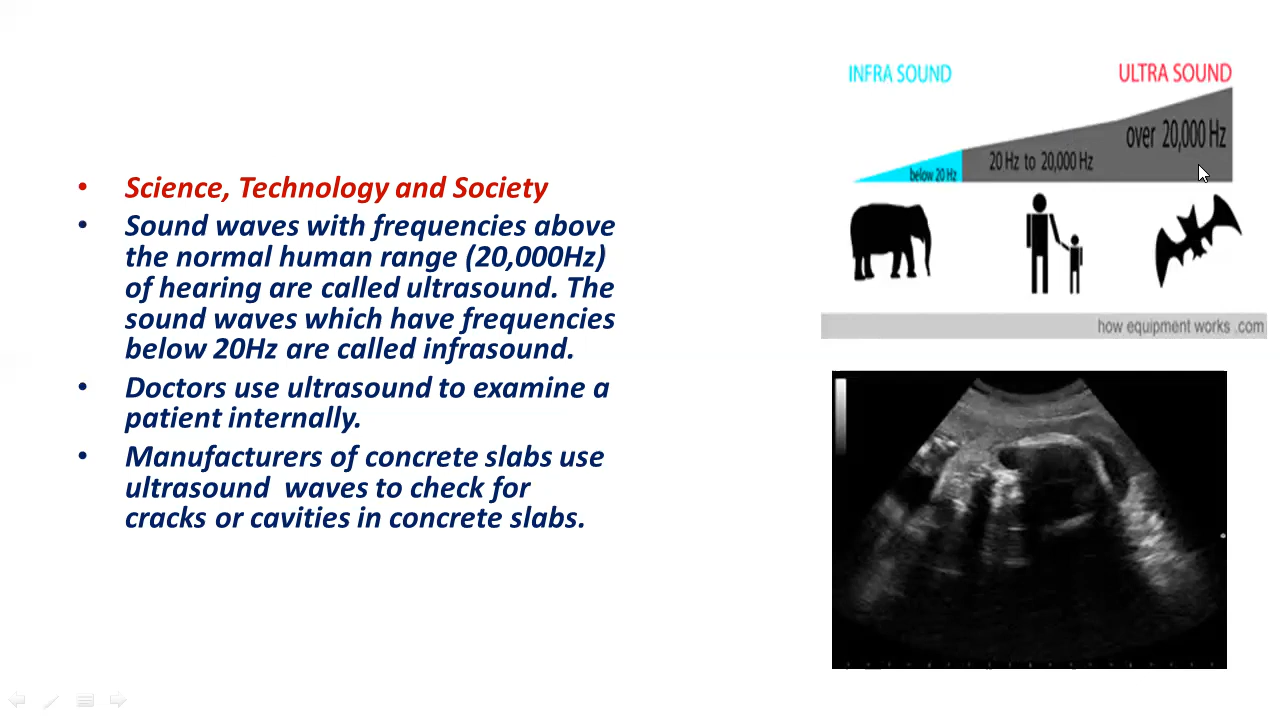 • Science, Technology and Society
• Sound waves with frequencies above
the normal human range (20,000Hz)
of hearing are called ultrasound. The
sound waves which have frequencies
below 20Hz are called infrasound.
• Doctors use ultrasound to examine a
patient internally.
• Manufacturers of concrete slabs use
ultrasound  waves to check for
cracks or cavities in concrete slabs.
INFRA SOUND
ULTRA SOUND
below 20 Hz
20 Hz to 20,000 Hz
over 20,000 Hz
how equipment works .com